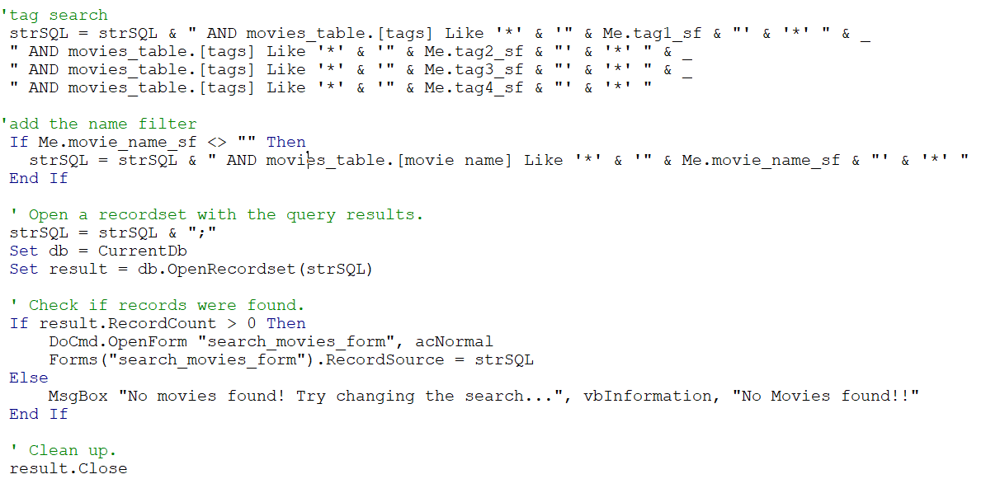 'tag search
strSQL = strSQL & " AND movies_table.[tags] Like '*' & '" & Me.tag1_sf & "' & '*' " & _
" AND movies_table.[tags] Like '*' & '" & Me.tag2_sf & "' & '*' " & _
" AND movies_table.[tags] Like '*' & '" & Me.tag3_sf & "' & '*' " & _
" AND movies_table.[tags] Like '*' & '" & Me.tag4_sf & "' & '*' "
'add the name filter
If Me.movie_name_sf <> "" Then
strSQL = strSQL & " AND movies_table.[movie name] Like '*' & '" & Me.movie_name_sf & "' & '*' "
End If
' Open a recordset with the query results.
strSQL = strSQL & ";"
Set db = CurrentDb
Set result = db.OpenRecordset(strSQL)
' Check if records were found.
If result.RecordCount > 0 Then
DoCmd.OpenForm "search_movies_form", acNormal
Forms("search_movies_form").RecordSource = strSQL
Else
MsgBox "No movies found! Try changing the search...", vbInformation, "No Movies found!!"
End If
' Clean up.
result.Close